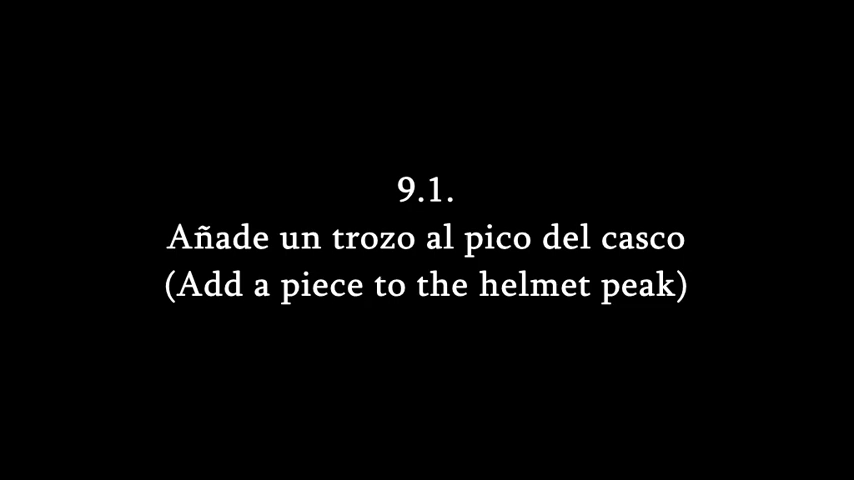 9.1.
Añade un trozo al pico del casco
(Add a piece to the helmet peak)